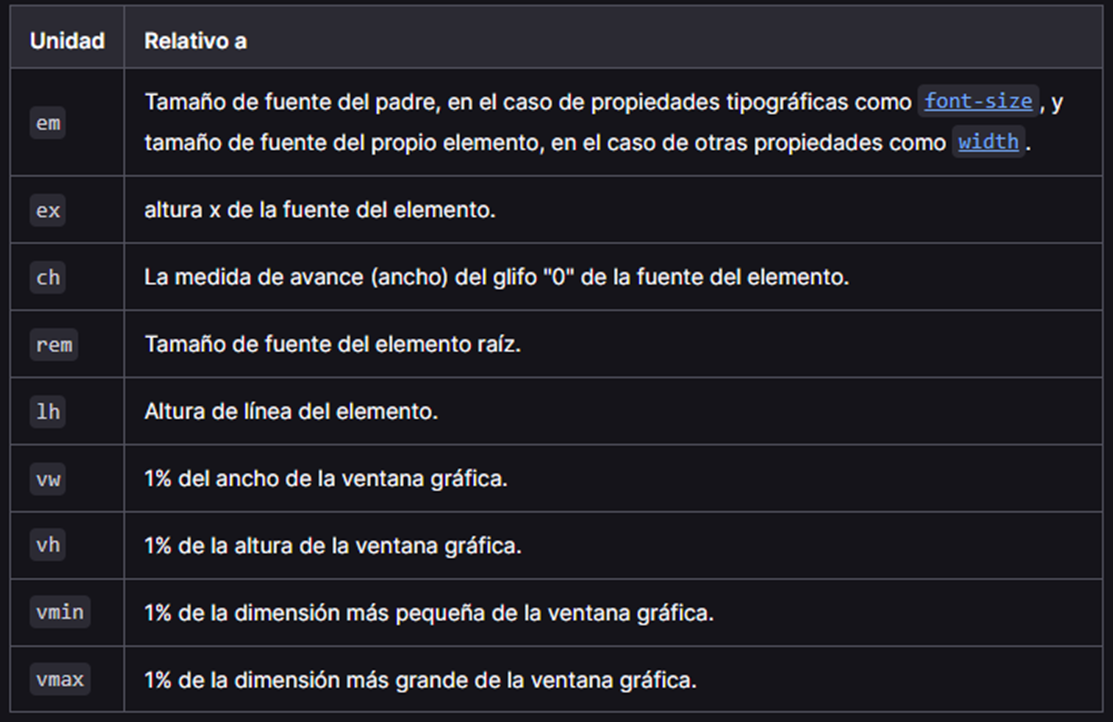 Unidad Relativo a
em Tamaño de fuente del padre, en el caso de propiedades tipográficas como font-size, y
tamaño de fuente del propio elemento, en el caso de otras propiedades como width.
ex altura x de la fuente del elemento.
ch La medida de avance (ancho) del glifo "0" de la fuente del elemento.
rem Tamaño de fuente del elemento raíz.
lh Altura de línea del elemento.
vw 1% del ancho de la ventana gráfica.
vh 1% de la altura de la ventana gráfica.
vmin 1% de la dimensión más pequeña de la ventana gráfica.
vmax 1% de la dimensión más grande de la ventana gráfica.